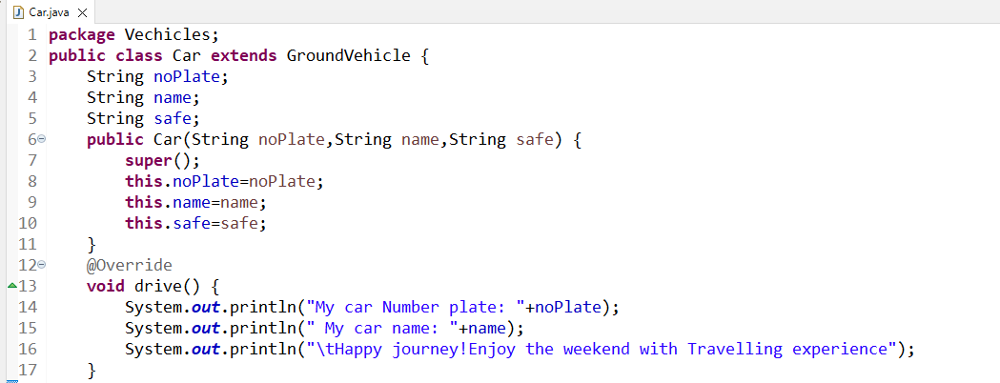 Car.java
1 package Vechicles;
2 public class Car extends GroundVehicle {
3     String noPlate;
4     String name;
5     String safe;
6     public Car(String noPlate,String name,String safe) {
7         super();
8         this.noPlate=noPlate;
9         this.name=name;
10         this.safe=safe;
11     }
12     @Override
13     void drive() {
14         System.out.println("My car Number plate: "+noPlate);
15         System.out.println(" My car name: "+name);
16         System.out.println("\tHappy journey!Enjoy the weekend with Travelling experience");
17     }